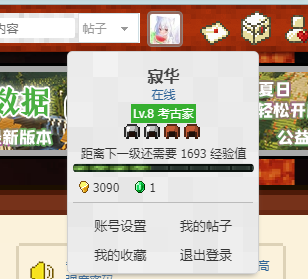 内容 帖子
寂华
在线
Lv.8 考古家
数据
最新版本
夏日
轻松开
公益
距离下一级还需要 1693 经验值
3090 1
账号设置 我的帖子
我的收藏 退出登录
高